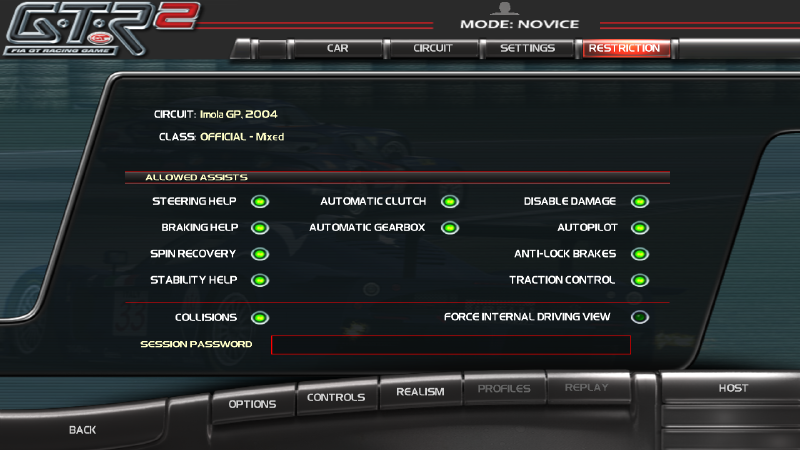 GTR2
FIA GT RACING GAME
MODE: NOVICE
CAR CIRCUIT SETTINGS RESTRICTION
CIRCUIT: Imola GP, 2004
CLASS: OFFICIAL - Mixed
ALLOWED ASSISTS
STEERING HELP AUTOMATIC CLUTCH DISABLE DAMAGE
BRAKING HELP AUTOMATIC GEARBOX AUTOPILOT
SPIN RECOVERY ANTI-LOCK BRAKES
STABILITY HELP TRACTION CONTROL
COLLISIONS FORCE INTERNAL DRIVING VIEW
SESSION PASSWORD
BACK OPTIONS CONTROLS REALISM PROFILES REPLAY HOST